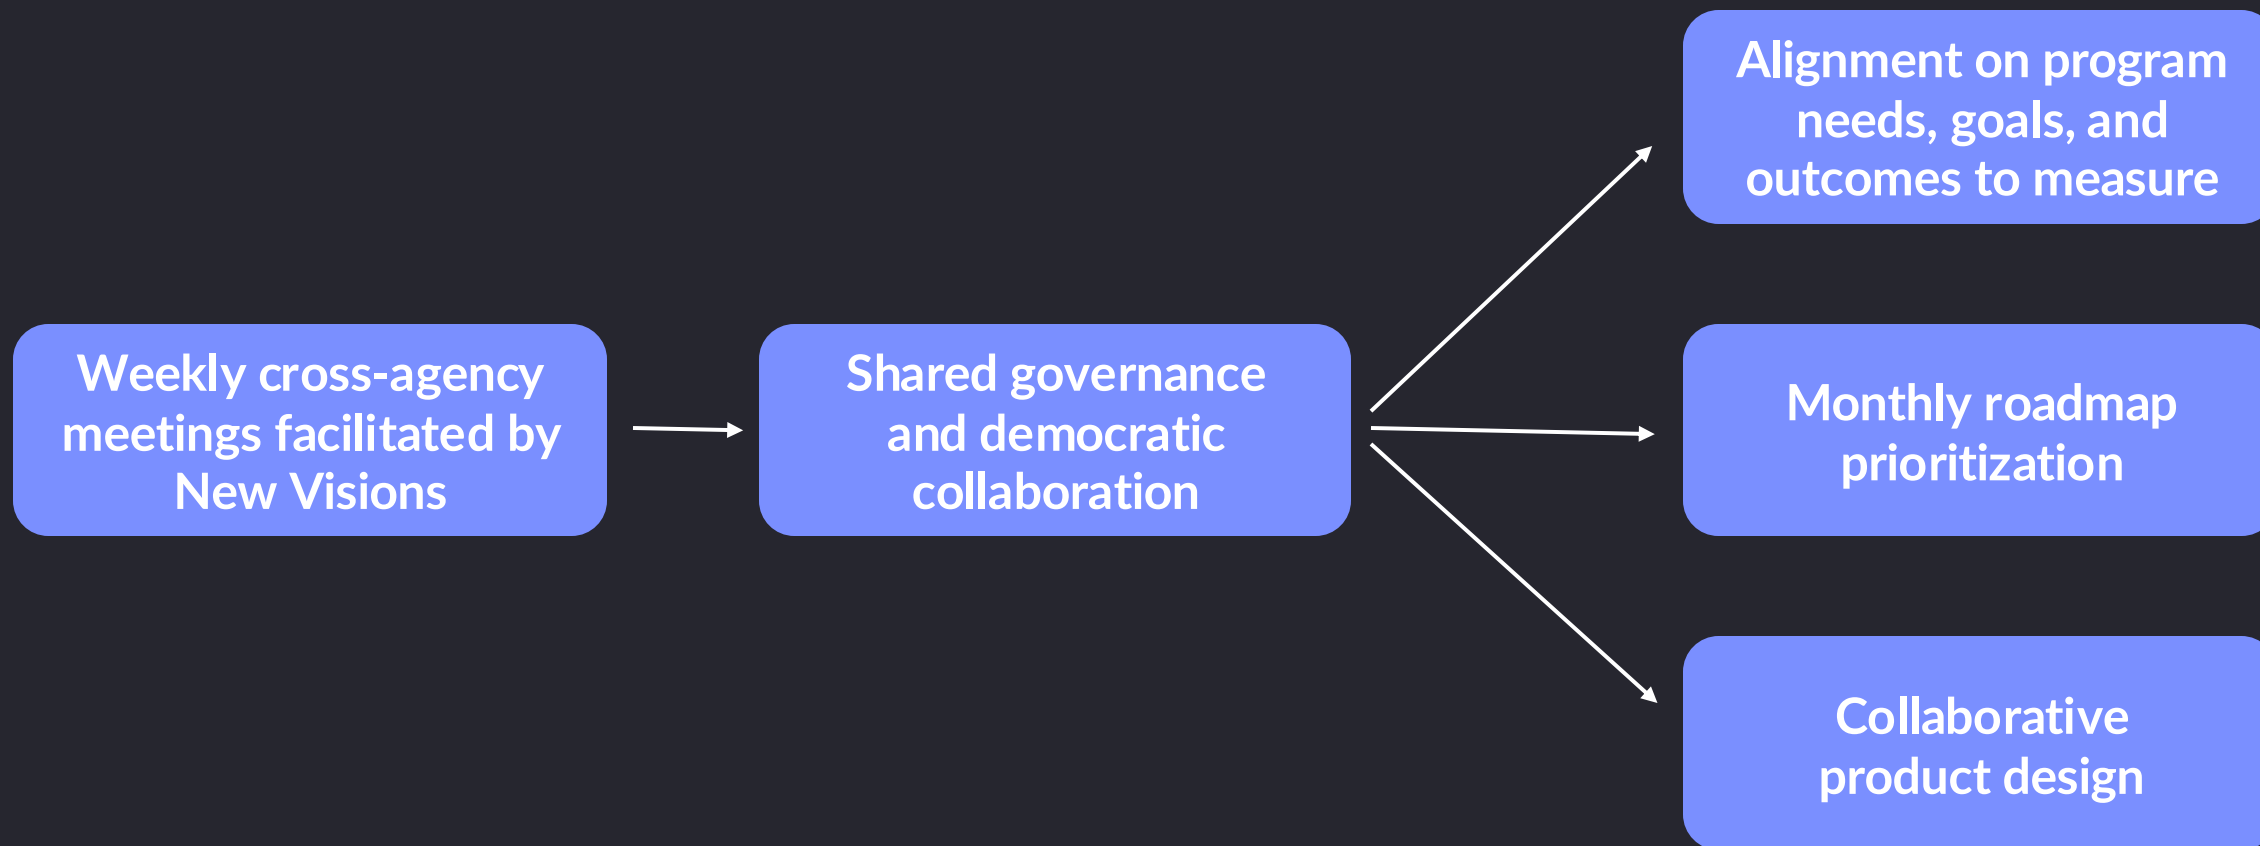 Weekly cross-agency
meetings facilitated by
New Visions
Shared governance
and democratic
collaboration
Alignment on program
needs, goals, and
outcomes to measure
Monthly roadmap
prioritization
Collaborative
product design